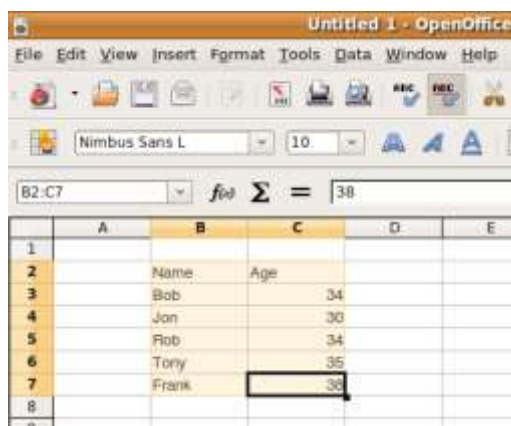 Untitled 1 - OpenOffice
File Edit View Insert Format Tools Data Window Help
ABC ABC
Nimbus Sans L 10 A A A
B2:C7 f(x) Σ = 38
A B C D E
1
2 Name Age
3 Bob 34
4 Jon 30
5 Rob 34
6 Tony 35
7 Frank 38
8